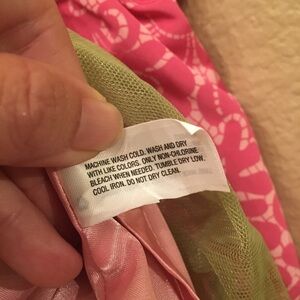 MACHINE WASH COLD. WASH AND DRY
WITH LIKE COLORS. ONLY NON-CHLORINE
BLEACH WHEN NEEDED. TUMBLE DRY LOW.
COOL IRON. DO NOT DRY CLEAN.